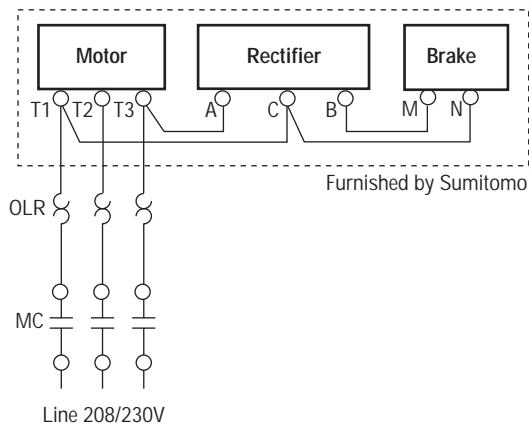 Motor Rectifier Brake
T1 T2 T3 A C B M N
Furnished by Sumitomo
OLR
MC
Line 208/230V